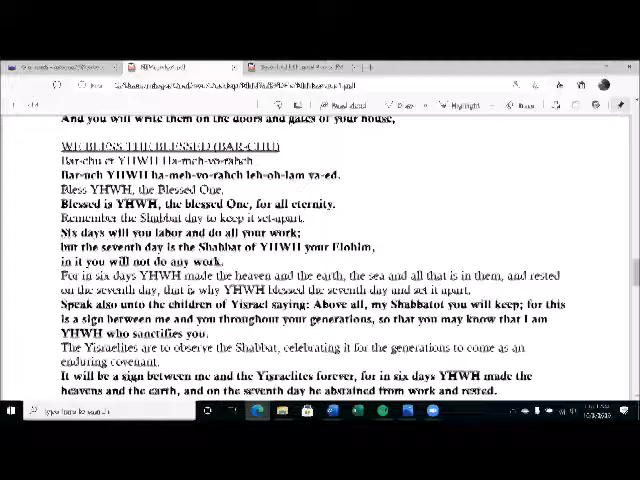 Read aloud
Draw
Highlight
Erase
And you will write them on the doors and gates of your house,
WE BLESS THE BLESSED (BAR-CHU)
Bar-chu et YHWH Ha-meh-vo-rahch
Bar-uch YHWH ha-meh-vo-rahch leh-oh-lam va-ed.
Bless YHWH, the Blessed One,
Blessed is YHWH, the blessed One, for all eternity.
Remember the Shabbat day to keep it set-apart.
Six days will you labor and do all your work;
but the seventh day is the Shabbat of YHWH your Elohim,
in it you will not do any work.
For in six days YHWH made the heaven and the earth, the sea and all that is in them, and rested
on the seventh day, that is why YHWH blessed the seventh day and set it apart.
Speak also unto the children of Yisrael saying: Above all, my Shabbatot you will keep; for this
is a sign between me and you throughout your generations, so that you may know that I am
YHWH who sanctifies you.
The Yisraelites are to observe the Shabbat, celebrating it for the generations to come as an
enduring covenant.
It will be a sign between me and the Yisraelites forever, for in six days YHWH made the
heavens and the earth, and on the seventh day he abstained from work and rested.
Type here to search